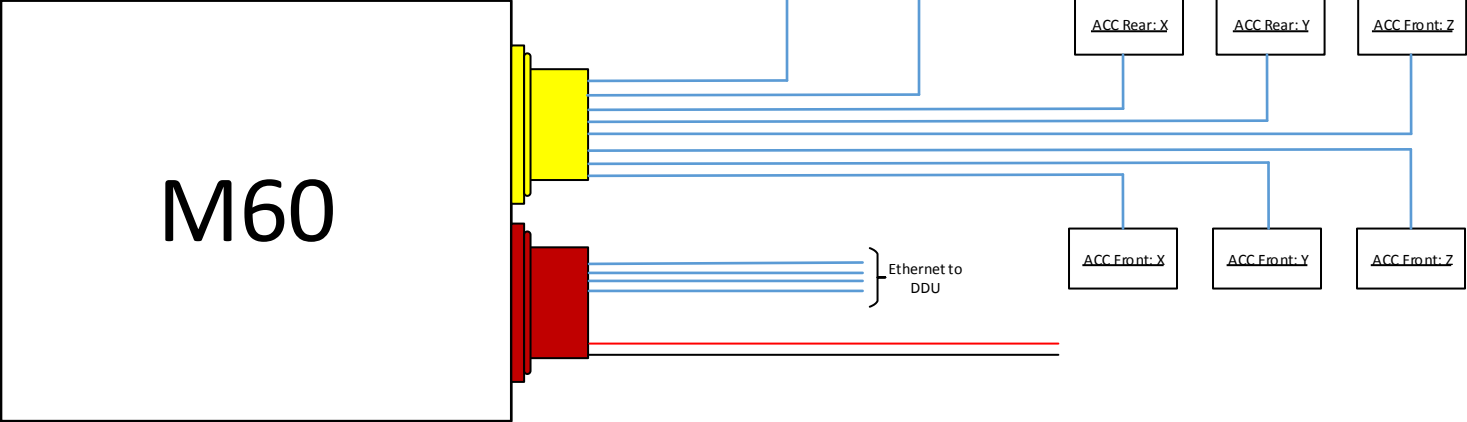 ACC Rear: X
ACC Rear: Y
ACC Front: Z
M60
ACC Front: X
ACC Front: Y
ACC Front: Z
Ethernet to
DDU